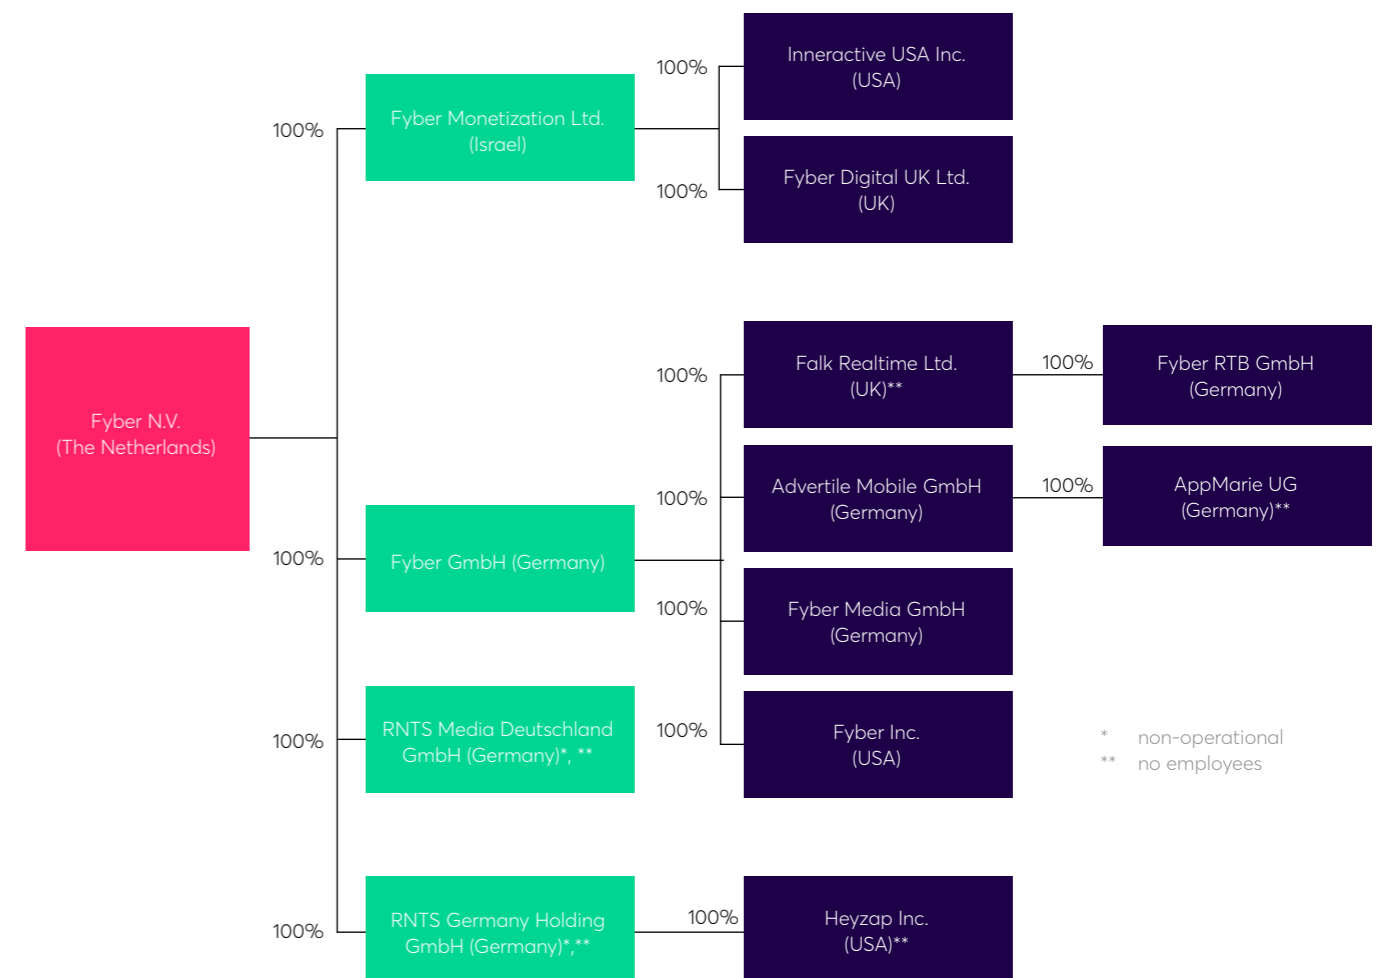 100%
Inneractive USA Inc.
(USA)
100%
Fyber Monetization Ltd.
(Israel)
100%
Fyber Digital UK Ltd.
(UK)
Fyber N.V.
(The Netherlands)
100%
Falk Realtime Ltd.
(UK)**
100%
Fyber RTB GmbH
(Germany)
100%
Advertile Mobile GmbH
(Germany)
100%
AppMarie UG
(Germany)**
100%
Fyber GmbH (Germany)
100%
Fyber Media GmbH
(Germany)
100%
RNTS Media Deutschland
GmbH (Germany)*, **
100%
Fyber Inc.
(USA)
* non-operational
** no employees
100%
RNTS Germany Holding
GmbH (Germany)*,**
100%
Heyzap Inc.
(USA)**